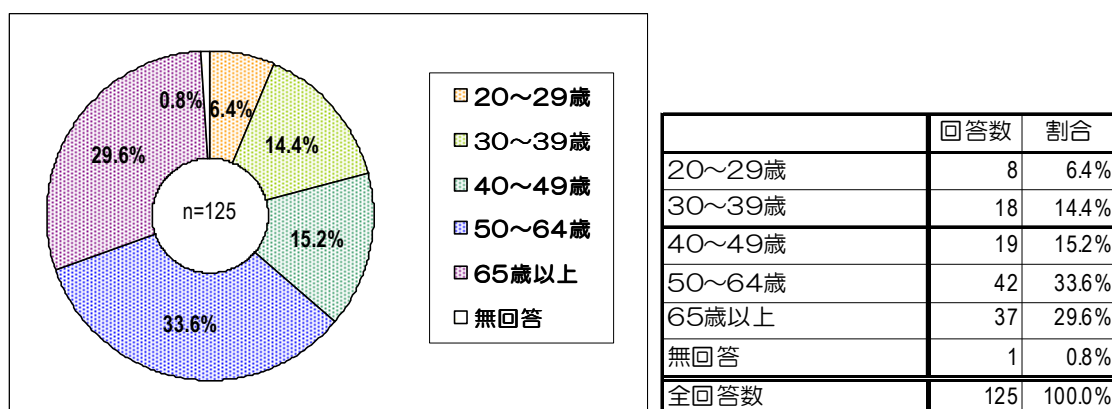 0.8%
6.4%
14.4%
15.2%
33.6%
29.6%
n=125
20～29歳
30～39歳
40～49歳
50～64歳
65歳以上
無回答
回答数 割合
20～29歳 8 6.4%
30～39歳 18 14.4%
40～49歳 19 15.2%
50～64歳 42 33.6%
65歳以上 37 29.6%
無回答 1 0.8%
全回答数 125 100.0%